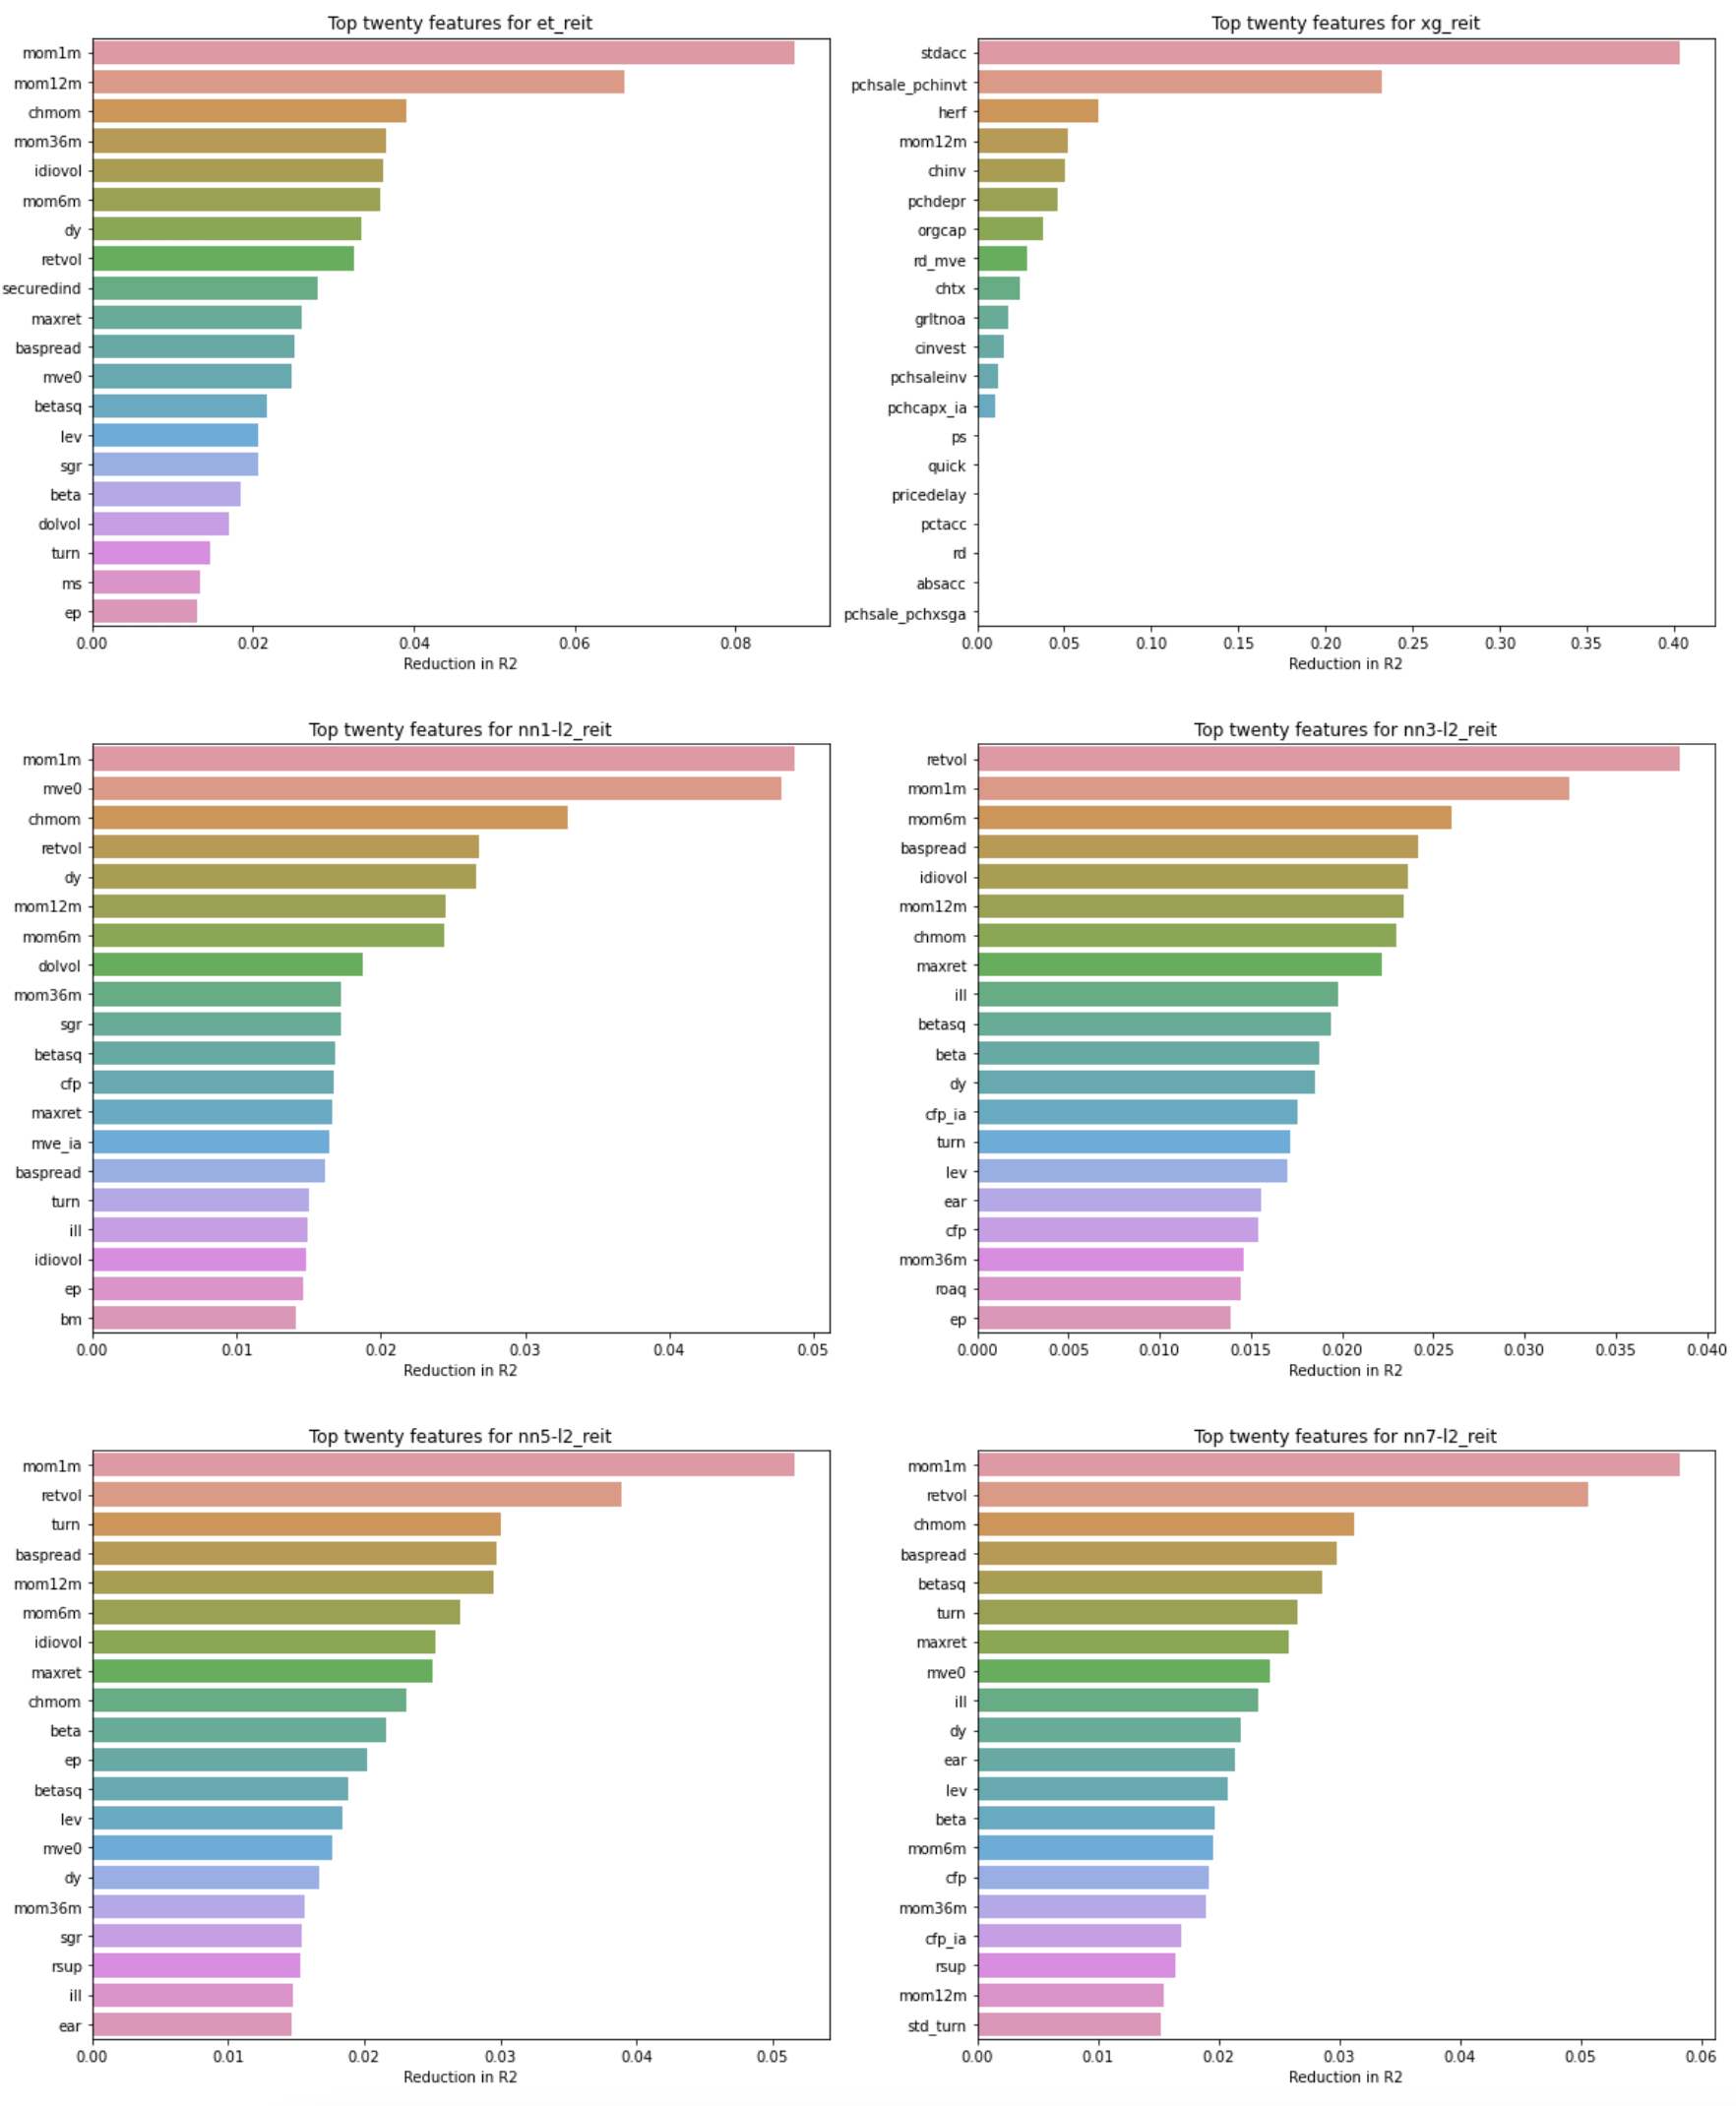 Top twenty features for et_reit
mom1m
mom12m
chmom
mom36m
idiovol
mom6m
dy
retvol
securedind
maxret
baspread
mve0
betasq
lev
sgr
beta
dolvol
turn
ms
ep
0.00 0.02 0.04 0.06 0.08
Reduction in R2
Top twenty features for xg_reit
stdacc
pchsale_pchinvt
herf
mom12m
chinv
pchdepr
orgcap
rd_mve
chtx
grltnoa
cinvest
pchsaleinv
pchcapx_ia
ps
quick
pricedelay
pctacc
rd
absacc
pchsale_pchxsga
0.00 0.05 0.10 0.15 0.20 0.25 0.30 0.35 0.40
Reduction in R2
Top twenty features for nn1-l2_reit
mom1m
mve0
chmom
retvol
dy
mom12m
mom6m
dolvol
mom36m
sgr
betasq
cfp
maxret
mve_ia
baspread
turn
ill
idiovol
ep
bm
0.00 0.01 0.02 0.03 0.04 0.05
Reduction in R2
Top twenty features for nn3-l2_reit
retvol
mom1m
mom6m
baspread
idiovol
mom12m
chmom
maxret
ill
betasq
beta
dy
cfp_ia
turn
lev
ear
cfp
mom36m
roaq
ep
0.000 0.005 0.010 0.015 0.020 0.025 0.030 0.035 0.040
Reduction in R2
Top twenty features for nn5-l2_reit
mom1m
retvol
turn
baspread
mom12m
mom6m
idiovol
maxret
chmom
beta
ep
betasq
lev
mve0
dy
mom36m
sgr
rsup
ill
ear
0.00 0.01 0.02 0.03 0.04 0.05
Reduction in R2
Top twenty features for nn7-l2_reit
mom1m
retvol
chmom
baspread
betasq
turn
maxret
mve0
ill
dy
ear
lev
beta
mom6m
cfp
mom36m
cfp_ia
rsup
mom12m
std_turn
0.00 0.01 0.02 0.03 0.04 0.05 0.06
Reduction in R2